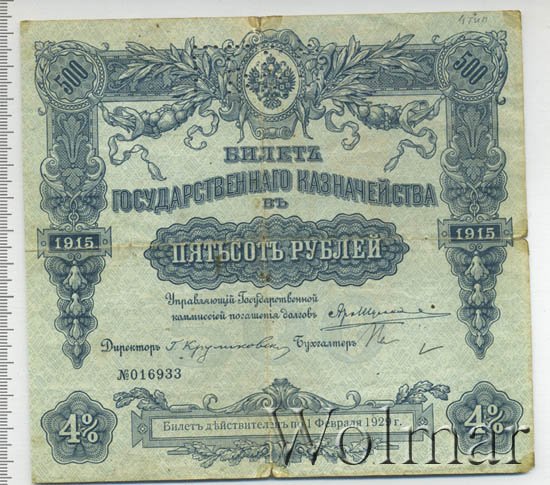 500
500
БИЛЕТЪ
ГОСУДАРСТВЕННАГО КАЗНАЧЕЙСТВА
ВЪ
1915
ПЯТЬСОТЪ РУБЛЕЙ
1915
Управляющій Государственной
коммиссіей погашенія долговъ
Директоръ
Бухгалтеръ
№016933
4%
Билетъ дѣйствителенъ по 1 Февраля 1929 г.
4%
Wolmar